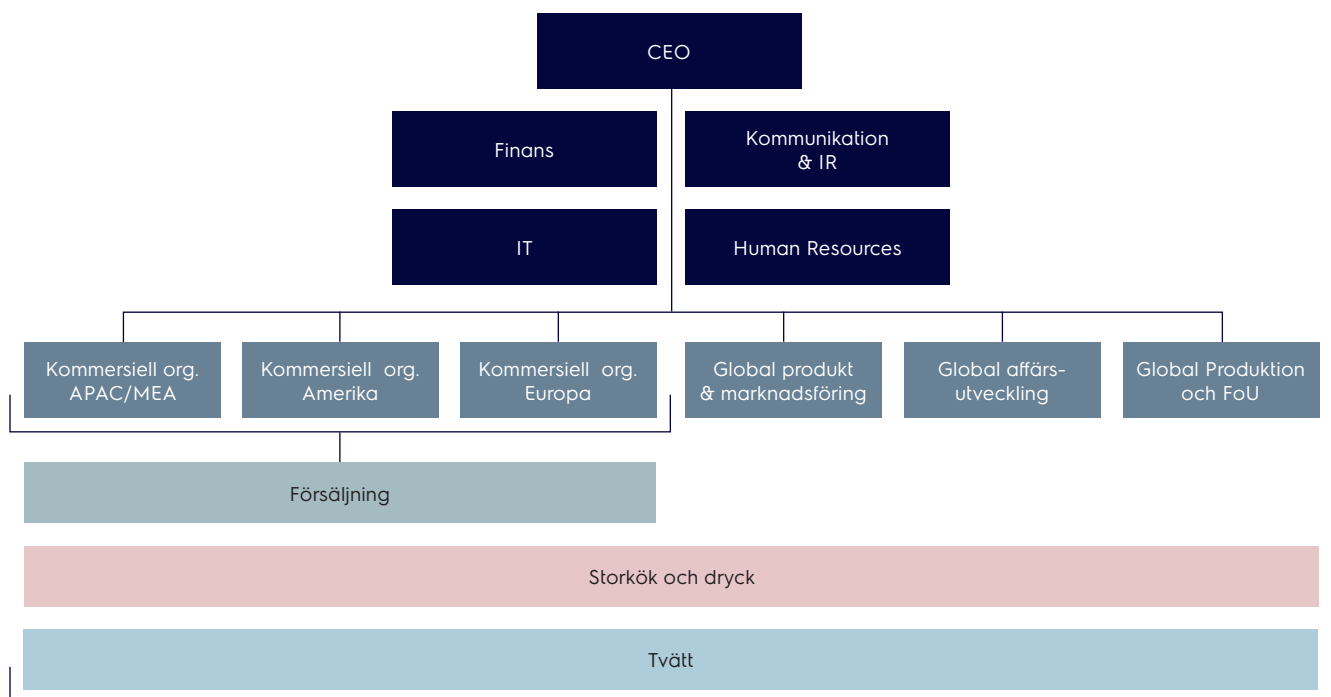 CEO
Finans
Kommunikation
& IR
IT
Human Resources
Kommersiell org.
APAC/MEA
Kommersiell org.
Amerika
Kommersiell org.
Europa
Global produkt
& marknadsföring
Global affärs-
utveckling
Global Produktion
och FoU
Försäljning
Storkök och dryck
Tvätt